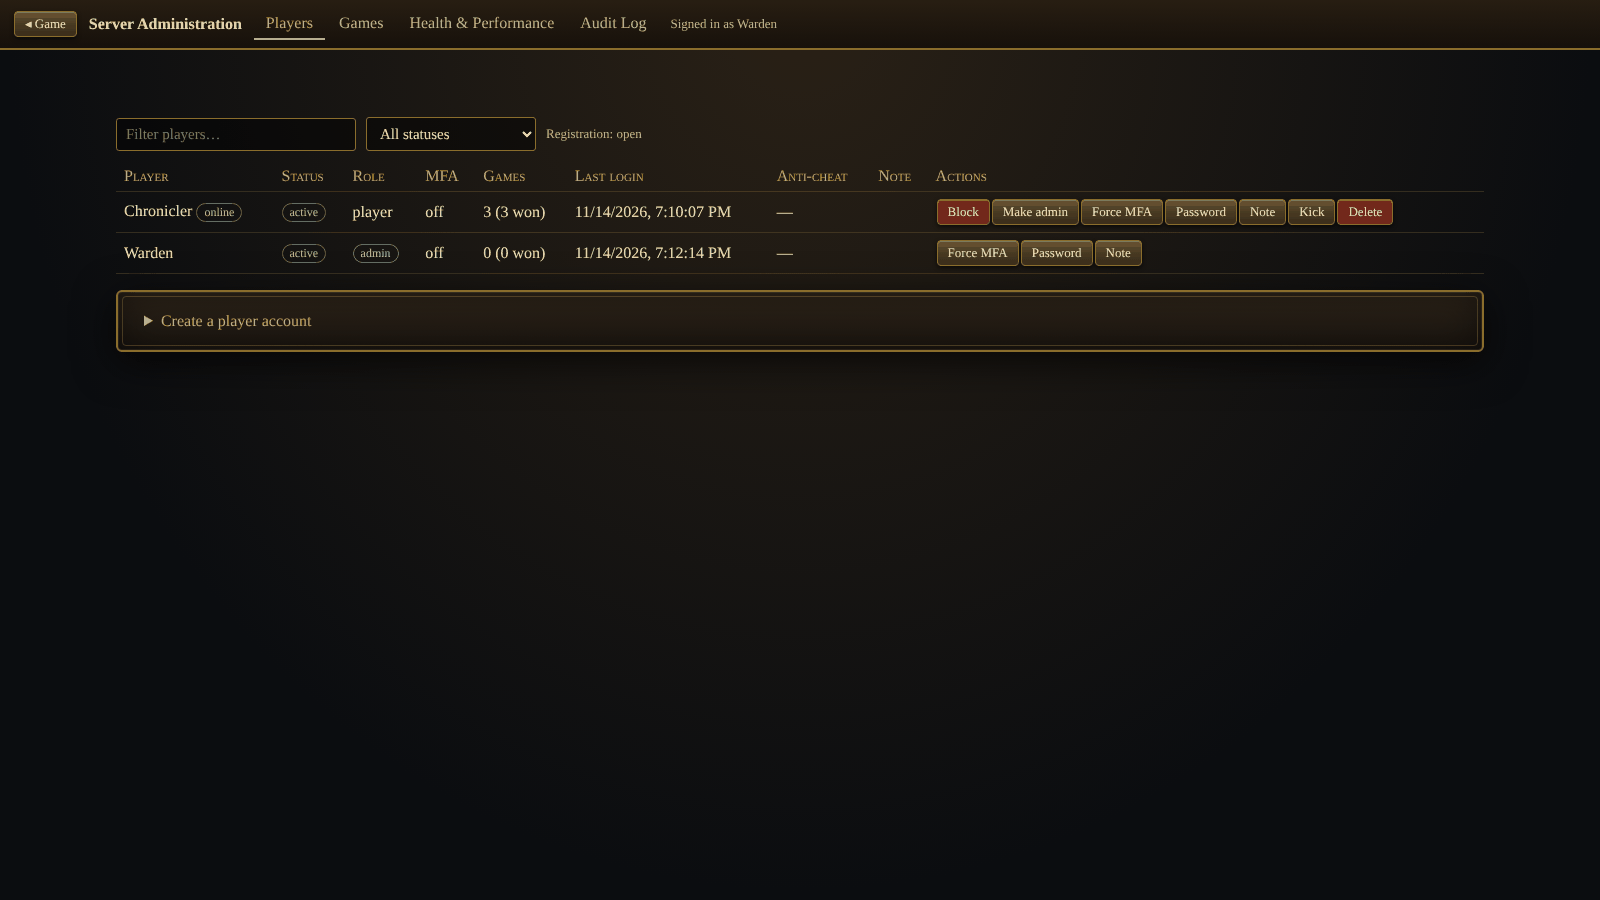 ◂ Game Server Administration Players Games Health & Performance Audit Log Signed in as Warden
Filter players… All statuses Registration: open
Player Status Role MFA Games Last login Anti-cheat Note Actions
Chronicler online active player off 3 (3 won) 11/14/2026, 7:10:07 PM — Block Make admin Force MFA Password Note Kick Delete
Warden active admin off 0 (0 won) 11/14/2026, 7:12:14 PM — Force MFA Password Note
▶ Create a player account